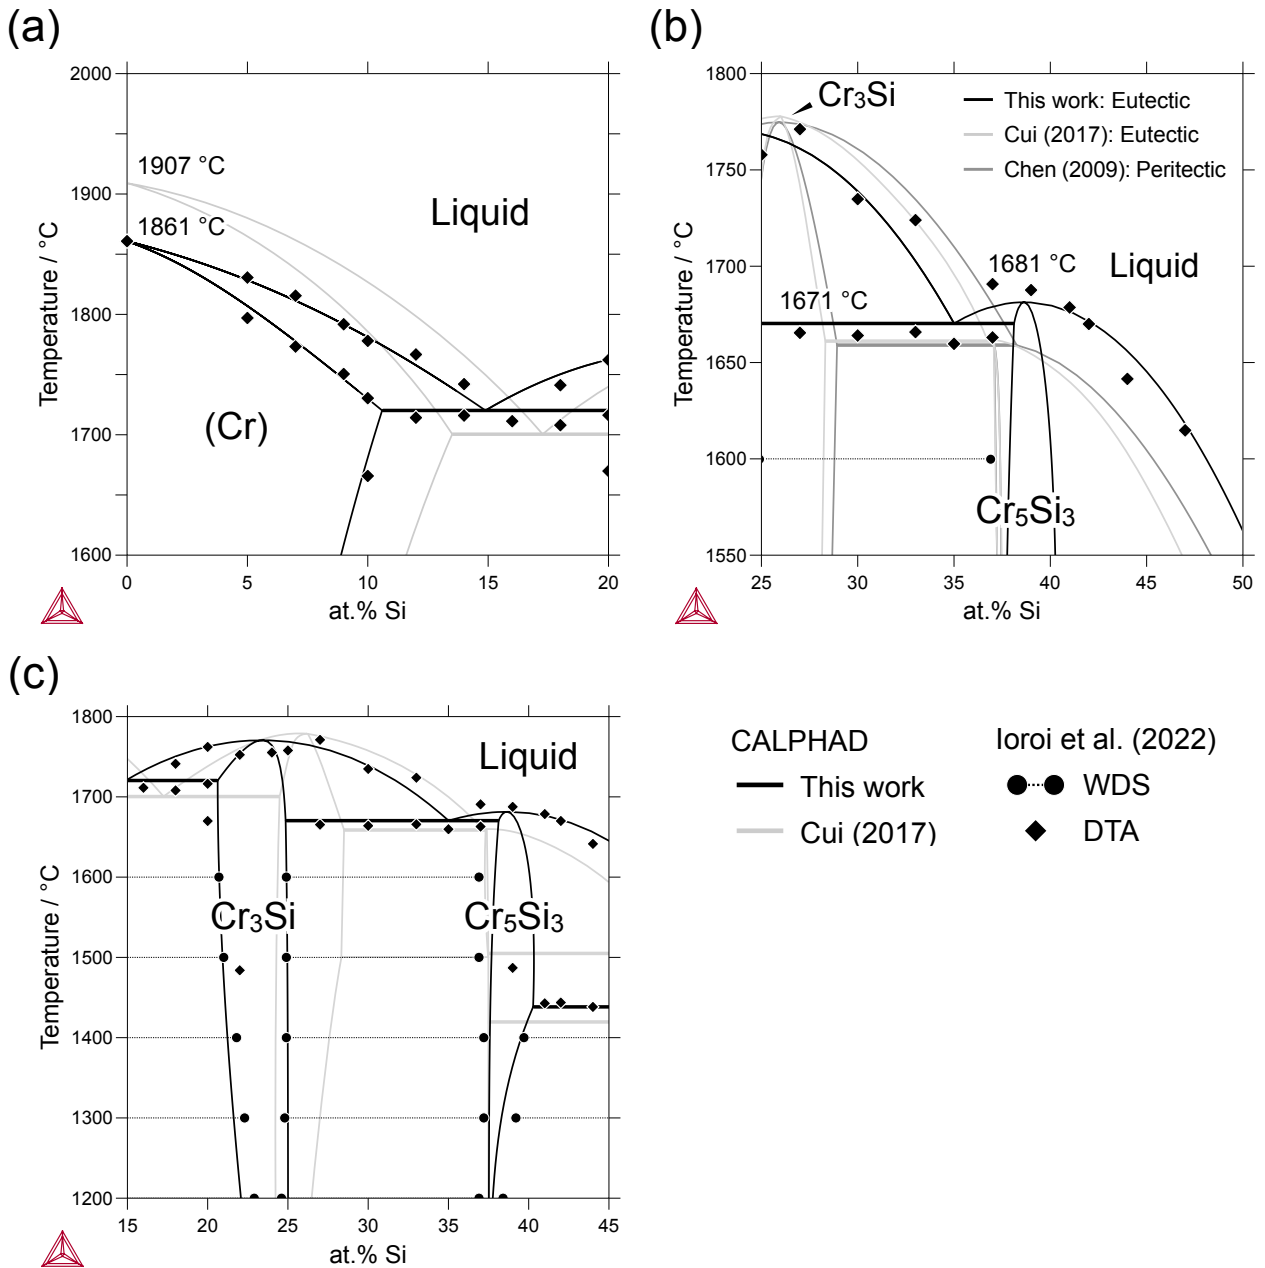 (a)
2000
1900
1800
1700
1600
Temperature / °C
1907 °C
1861 °C
Liquid
(Cr)
0 5 10 15 20
at.% Si
(b)
1800
1750
1700
1650
1600
1550
Temperature / °C
Cr₃Si
This work: Eutectic
Cui (2017): Eutectic
Chen (2009): Peritectic
1681 °C
Liquid
1671 °C
Cr₅Si₃
25 30 35 40 45 50
at.% Si
(c)
1800
1700
1600
1500
1400
1300
1200
Temperature / °C
Liquid
Cr₃Si
Cr₅Si₃
15 20 25 30 35 40 45
at.% Si
CALPHAD
This work
Cui (2017)
Ioroi et al. (2022)
WDS
DTA